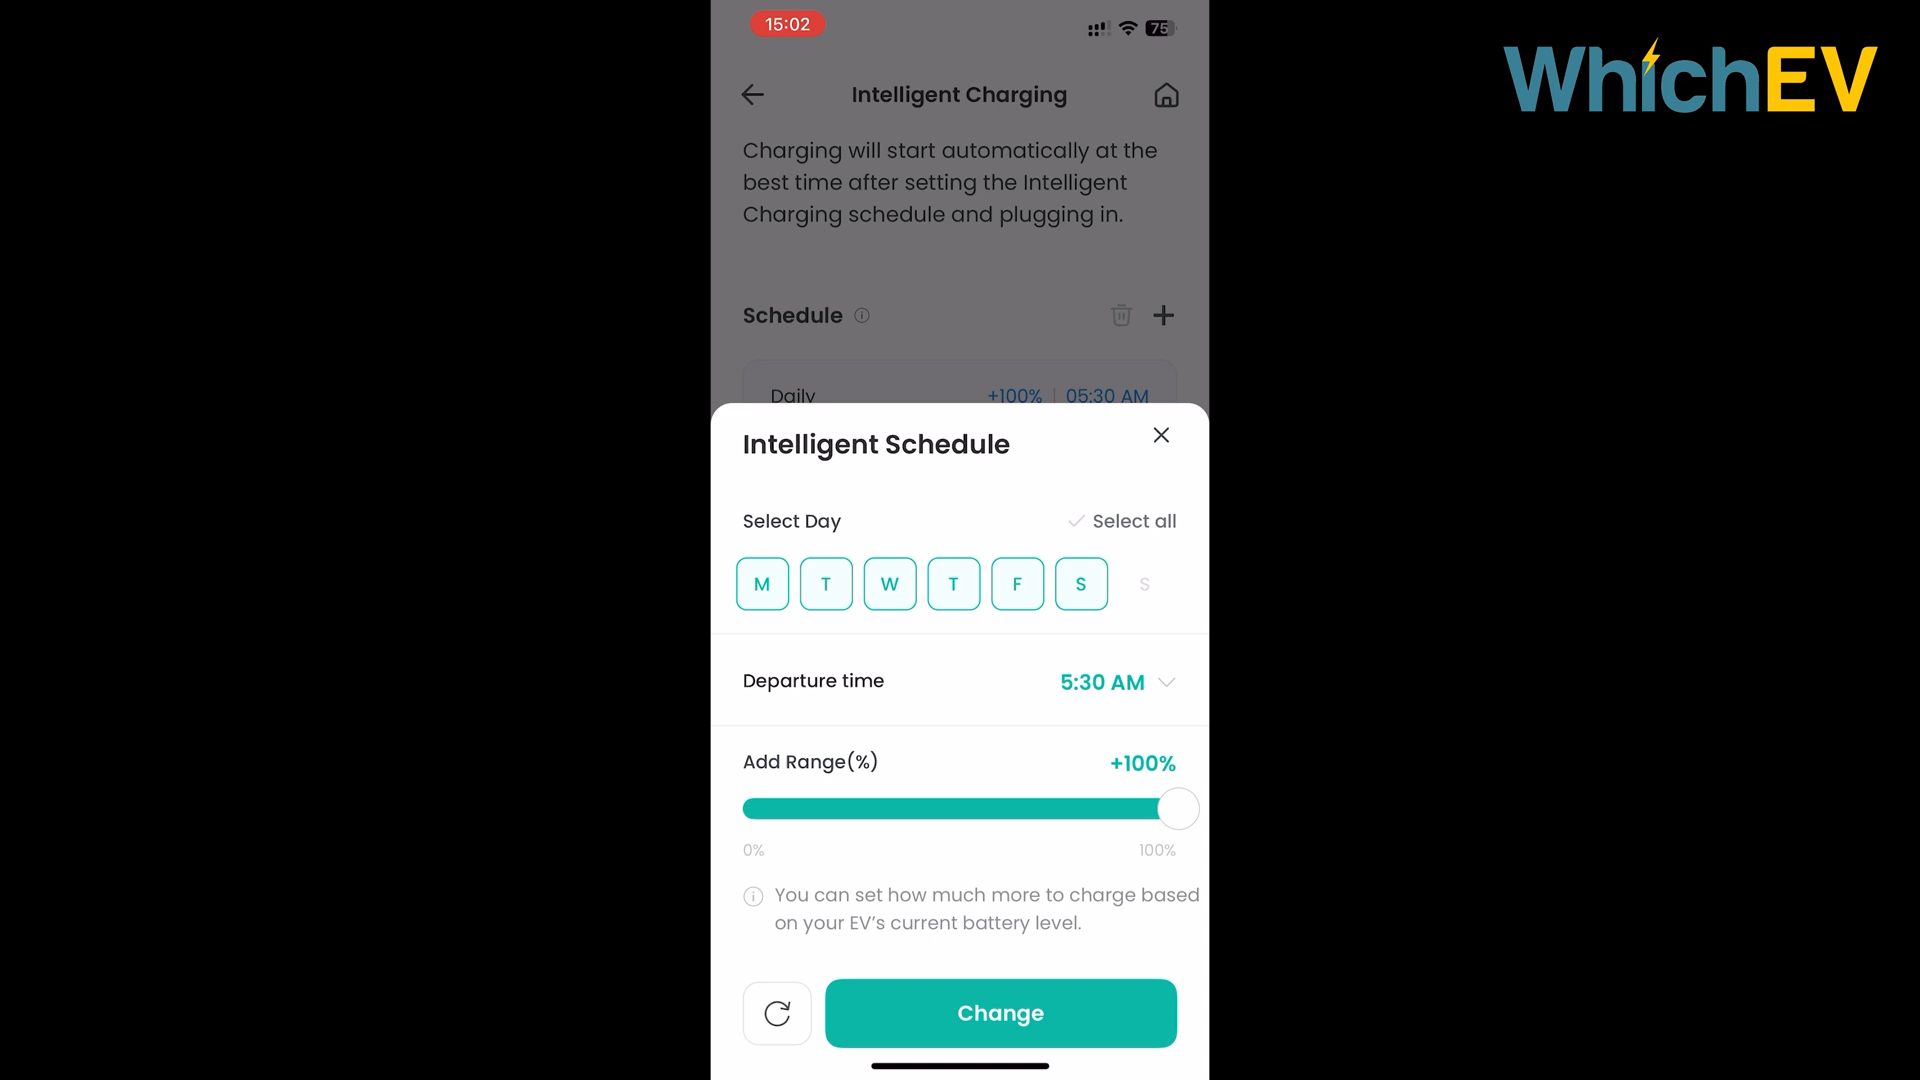 15:02
75
WhichEV
Intelligent Charging
Charging will start automatically at the
best time after setting the Intelligent
Charging schedule and plugging in.
Schedule
Daily +100% | 05:30 AM
Intelligent Schedule
Select Day Select all
M T W T F S S
Departure time 5:30 AM
Add Range(%) +100%
0% 100%
You can set how much more to charge based
on your EV’s current battery level.
Change